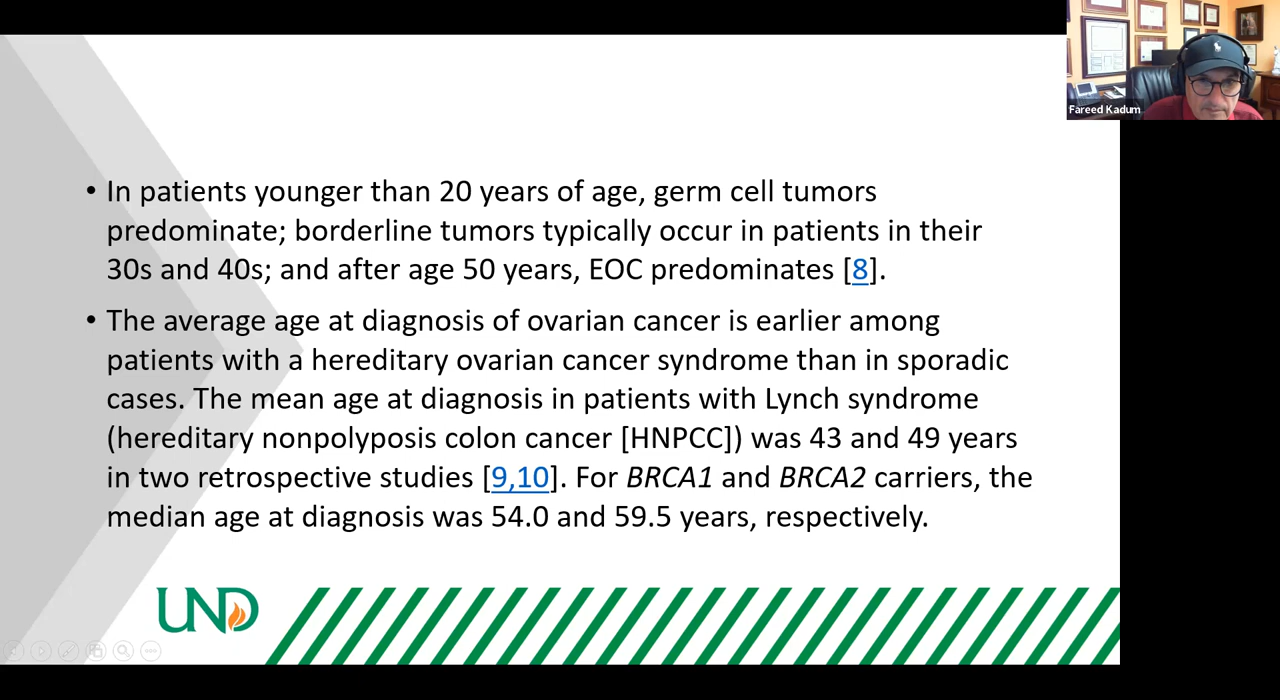 Fareed Kadum
• In patients younger than 20 years of age, germ cell tumors
predominate; borderline tumors typically occur in patients in their
30s and 40s; and after age 50 years, EOC predominates [8].
• The average age at diagnosis of ovarian cancer is earlier among
patients with a hereditary ovarian cancer syndrome than in sporadic
cases. The mean age at diagnosis in patients with Lynch syndrome
(hereditary nonpolyposis colon cancer [HNPCC]) was 43 and 49 years
in two retrospective studies [9,10]. For BRCA1 and BRCA2 carriers, the
median age at diagnosis was 54.0 and 59.5 years, respectively.
UND